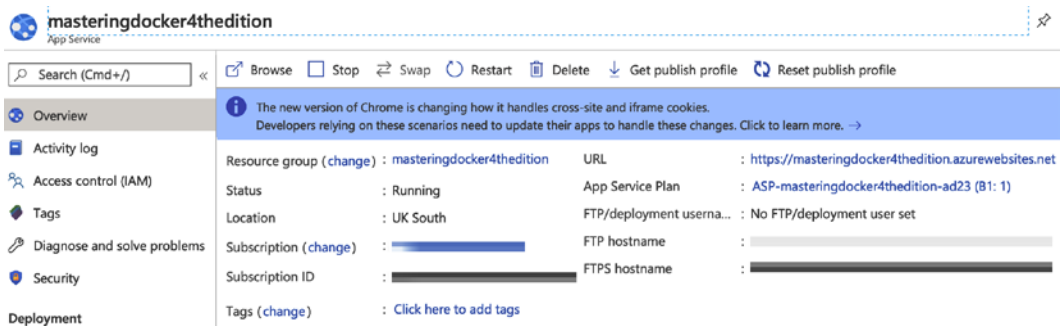 masteringdocker4thedition
App Service
Search (Cmd+/)
«
Browse Stop Swap Restart Delete Get publish profile Reset publish profile
The new version of Chrome is changing how it handles cross-site and iframe cookies.
Developers relying on these scenarios need to update their apps to handle these changes. Click to learn more. →
Overview
Activity log
Access control (IAM)
Tags
Diagnose and solve problems
Security
Deployment
Resource group (change) : masteringdocker4thedition
Status : Running
Location : UK South
Subscription (change) :
Subscription ID :
Tags (change) : Click here to add tags
URL : https://masteringdocker4thedition.azurewebsites.net
App Service Plan : ASP-masteringdocker4thedition-ad23 (B1: 1)
FTP/deployment userna... : No FTP/deployment user set
FTP hostname :
FTPS hostname :